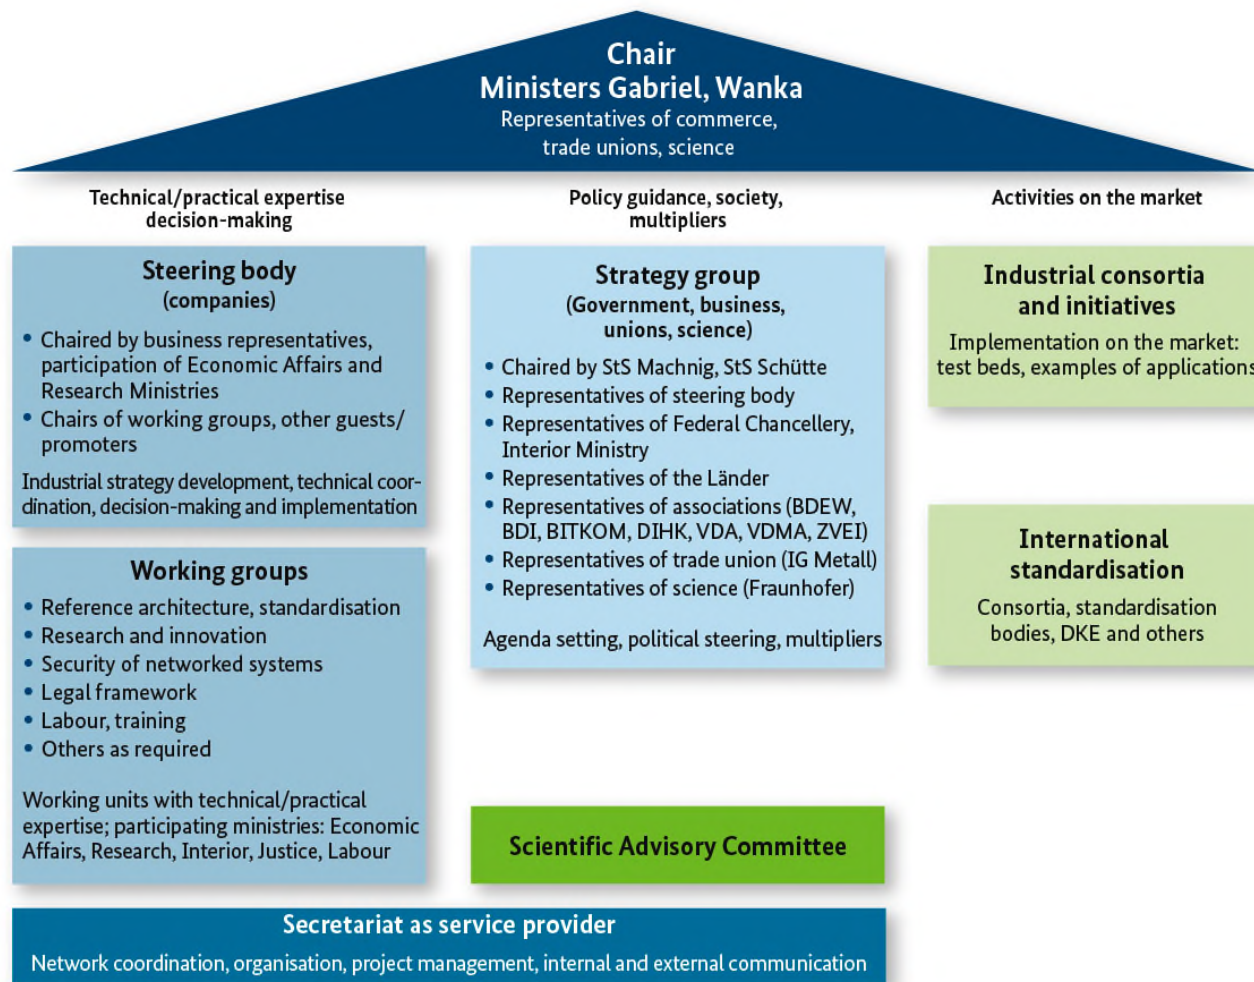 Chair
Ministers Gabriel, Wanka
Representatives of commerce,
trade unions, science
Technical/practical expertise
decision-making
Steering body
(companies)
• Chaired by business representatives,
participation of Economic Affairs and
Research Ministries
• Chairs of working groups, other guests/
promoters
Industrial strategy development, technical coor-
dination, decision-making and implementation
Working groups
• Reference architecture, standardisation
• Research and innovation
• Security of networked systems
• Legal framework
• Labour, training
• Others as required
Working units with technical/practical
expertise; participating ministries: Economic
Affairs, Research, Interior, Justice, Labour
Policy guidance, society,
multipliers
Strategy group
(Government, business,
unions, science)
• Chaired by StS Machnig, StS Schütte
• Representatives of steering body
• Representatives of Federal Chancellery,
Interior Ministry
• Representatives of the Länder
• Representatives of associations (BDEW,
BDI, BITKOM, DIHK, VDA, VDMA, ZVEI)
• Representatives of trade union (IG Metall)
• Representatives of science (Fraunhofer)
Agenda setting, political steering, multipliers
Scientific Advisory Committee
Activities on the market
Industrial consortia
and initiatives
Implementation on the market:
test beds, examples of applications
International
standardisation
Consortia, standardisation
bodies, DKE and others
Secretariat as service provider
Network coordination, organisation, project management, internal and external communication